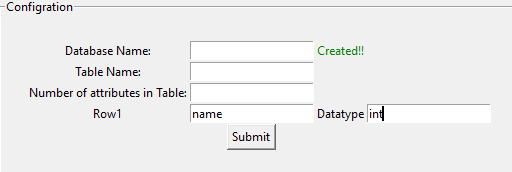 Configration
Database Name: Created!!
Table Name:
Number of attributes in Table:
Row1 name Datatype int
Submit